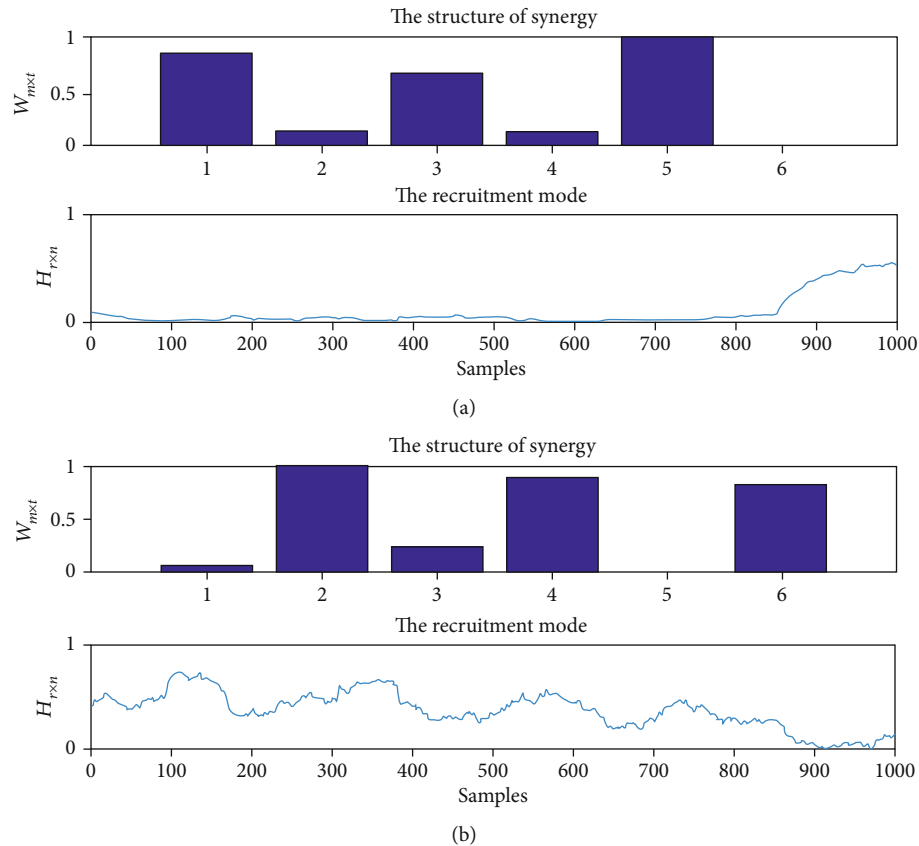 The structure of synergy
1
0.5
0
W_{m×t}
1 2 3 4 5 6
The recruitment mode
1
0
H_{r×n}
0 100 200 300 400 500 600 700 800 900 1000
Samples
(a)
The structure of synergy
1
0.5
0
W_{m×t}
1 2 3 4 5 6
The recruitment mode
1
0
H_{r×n}
0 100 200 300 400 500 600 700 800 900 1000
Samples
(b)